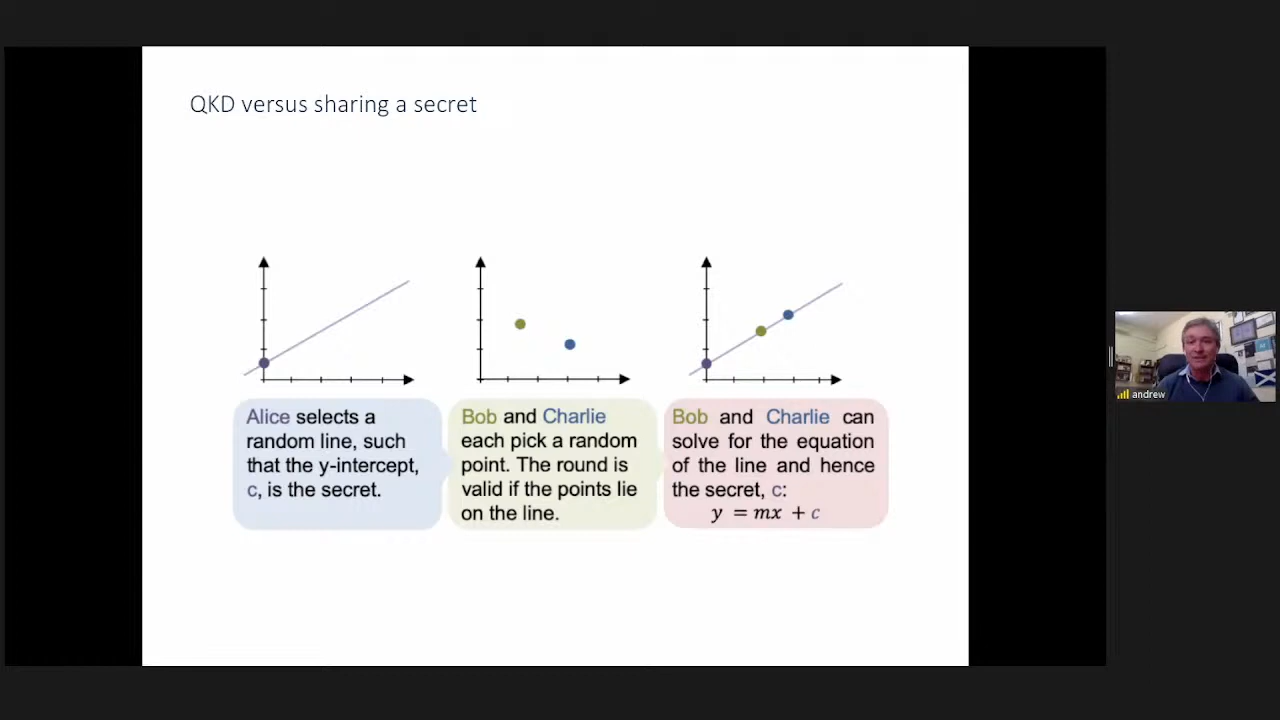 QKD versus sharing a secret
Alice selects a
random line, such
that the y-intercept,
c, is the secret.
Bob and Charlie
each pick a random
point. The round is
valid if the points lie
on the line.
Bob and Charlie can
solve for the equation
of the line and hence
the secret, c:
y = mx + c
andrew